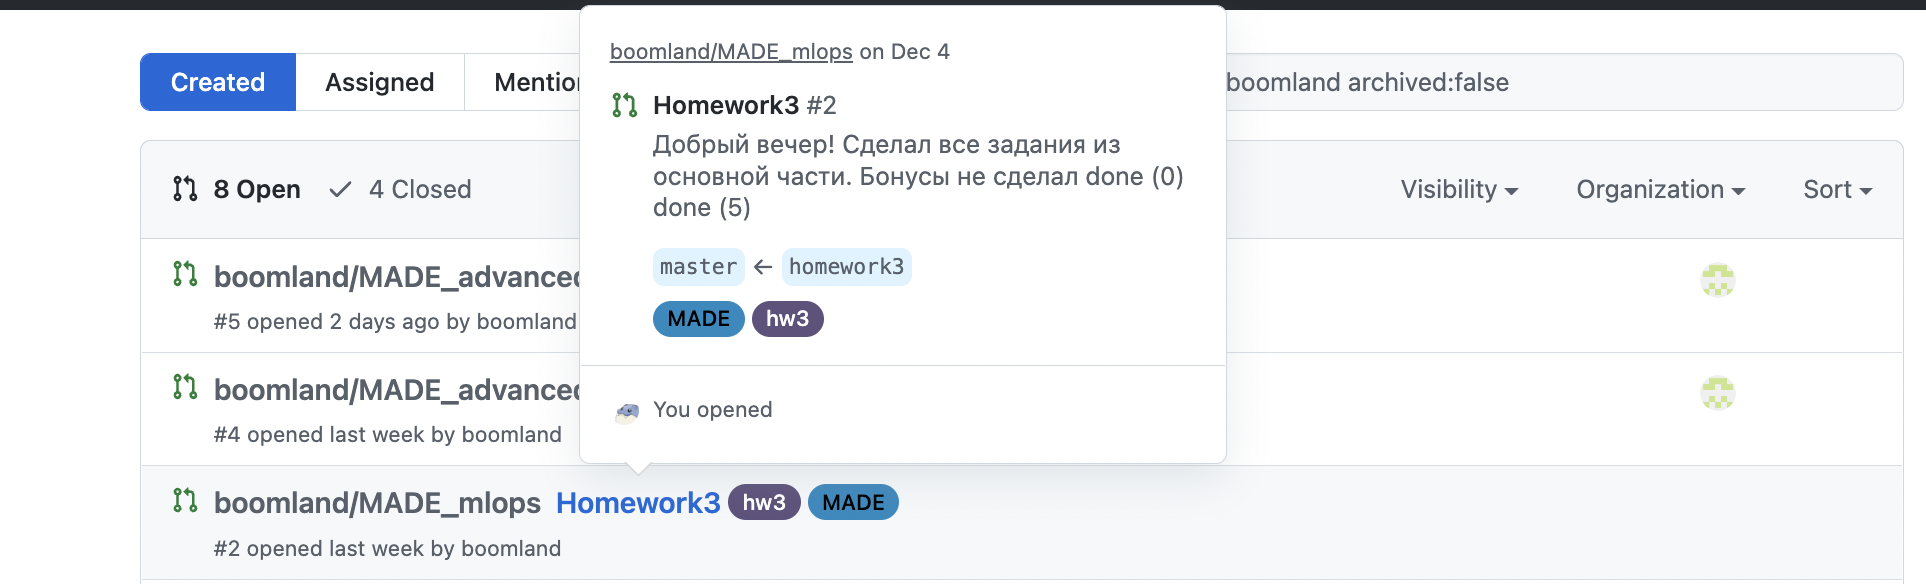 Created Assigned Mention boomland archived:false
boomland/MADE_mlops on Dec 4
Homework3 #2
Добрый вечер! Сделал все задания из
основной части. Бонусы не сделал done (0)
done (5)
master ← homework3
MADE hw3
You opened
8 Open 4 Closed Visibility Organization Sort
boomland/MADE_advanced
#5 opened 2 days ago by boomland
boomland/MADE_advanced
#4 opened last week by boomland
boomland/MADE_mlops Homework3 hw3 MADE
#2 opened last week by boomland